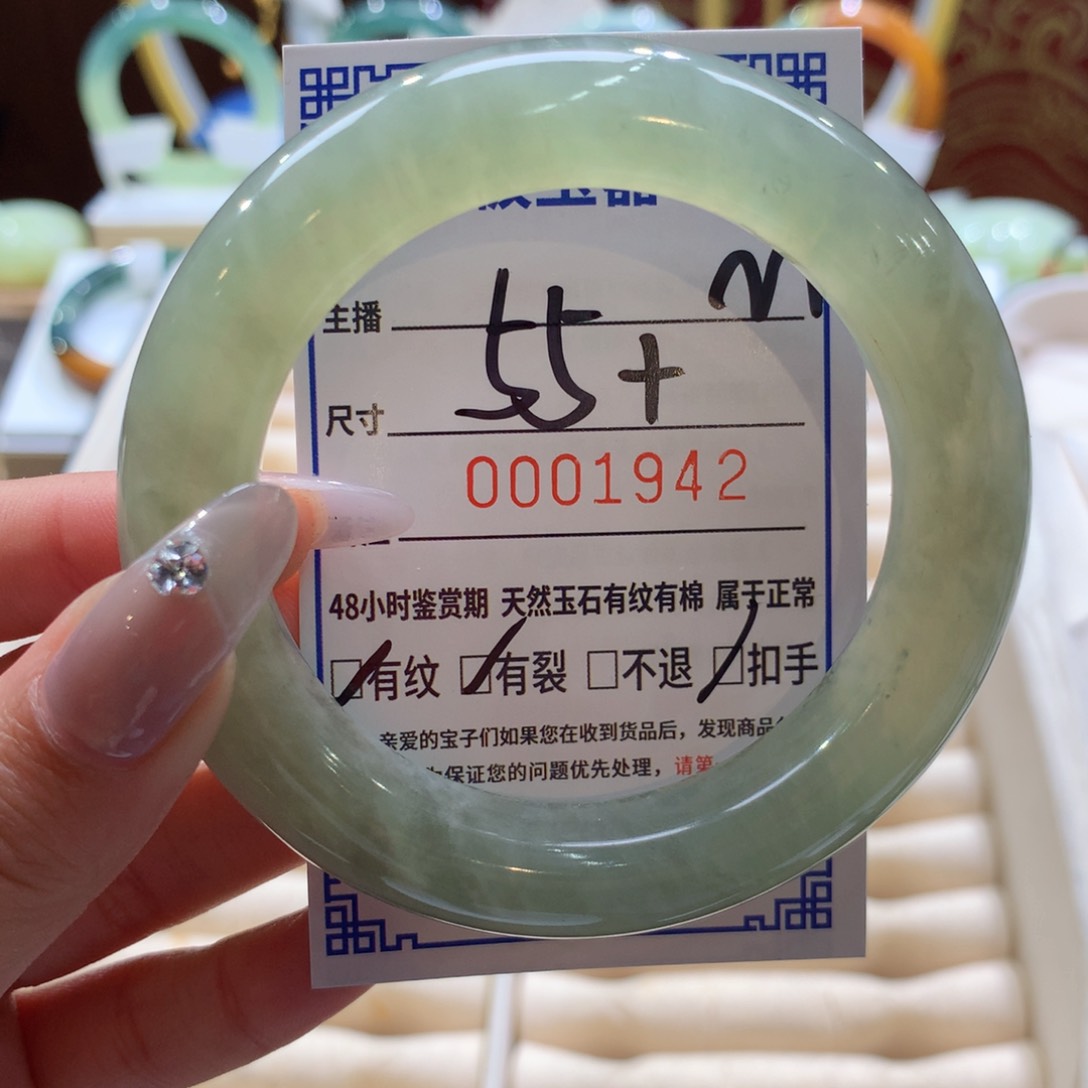 玉器
主播
尺寸 55+
0001942
48小时鉴赏期 天然玉石有纹有棉 属于正常
□有纹 □有裂 □不退 □扣手
亲爱的宝子们如果您在收到货品后，发现商品
保证您的问题优先处理，请第